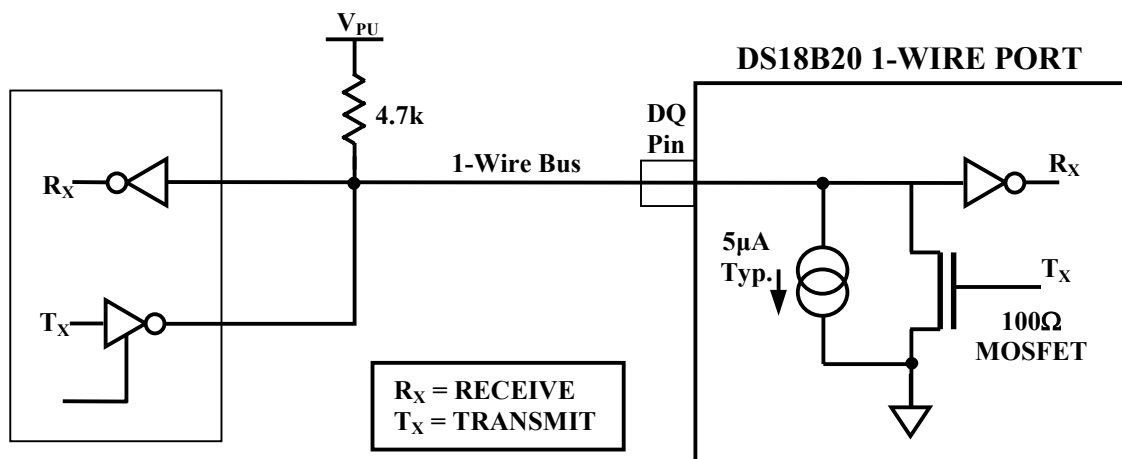 V_PU
DS18B20 1-WIRE PORT
4.7k
DQ
Pin
1-Wire Bus
R_X
R_X
5µA
Typ.
T_X
T_X
100Ω
MOSFET
R_X = RECEIVE
T_X = TRANSMIT